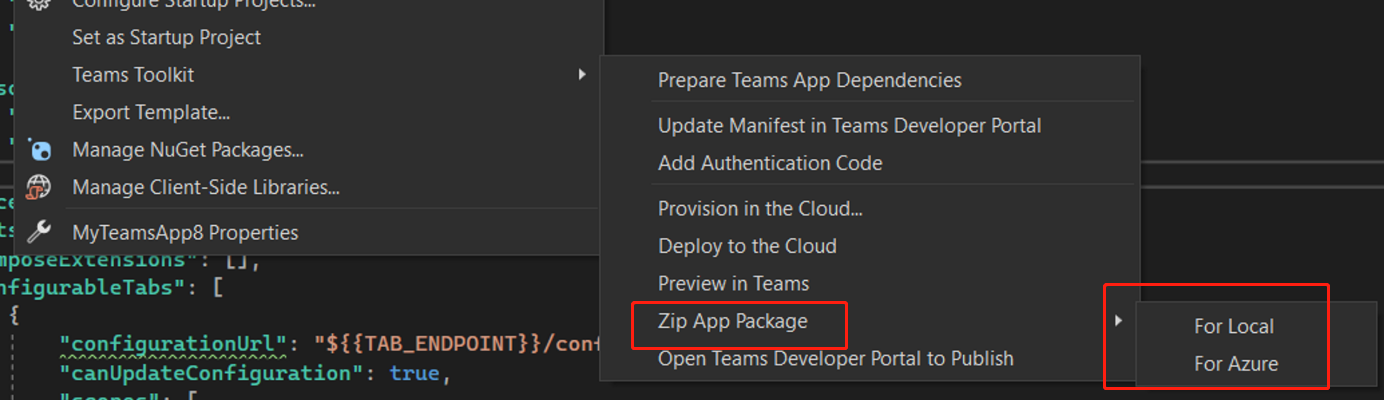 Configure Startup Projects...
Set as Startup Project
Teams Toolkit
Export Template...
Manage NuGet Packages...
Manage Client-Side Libraries...
MyTeamsApp8 Properties
Prepare Teams App Dependencies
Update Manifest in Teams Developer Portal
Add Authentication Code
Provision in the Cloud...
Deploy to the Cloud
Preview in Teams
Zip App Package
Open Teams Developer Portal to Publish
For Local
For Azure
mposeExtensions": [],
nfigurableTabs": [
{
"configurationUrl": "${{TAB_ENDPOINT}}/conf
"canUpdateConfiguration": true,
"scopes": [